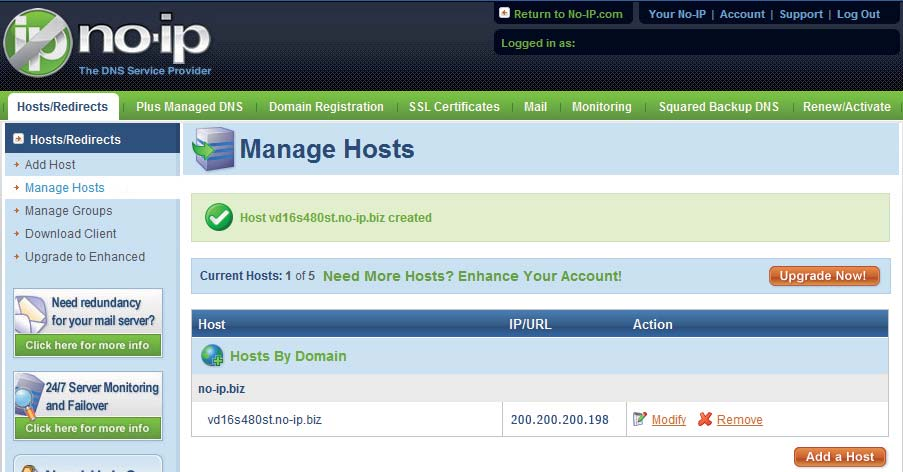 no-ip
The DNS Service Provider
Return to No-IP.com
Your No-IP | Account | Support | Log Out
Logged in as:
Hosts/Redirects | Plus Managed DNS | Domain Registration | SSL Certificates | Mail | Monitoring | Squared Backup DNS | Renew/Activate
Hosts/Redirects
Add Host
Manage Hosts
Manage Groups
Download Client
Upgrade to Enhanced
Need redundancy
for your mail server?
Click here for more info
24/7 Server Monitoring
and Failover
Click here for more info
Manage Hosts
Host vd16s480st.no-ip.biz created
Current Hosts: 1 of 5 Need More Hosts? Enhance Your Account! Upgrade Now!
Host IP/URL Action
Hosts By Domain
no-ip.biz
vd16s480st.no-ip.biz 200.200.200.198 Modify Remove
Add a Host